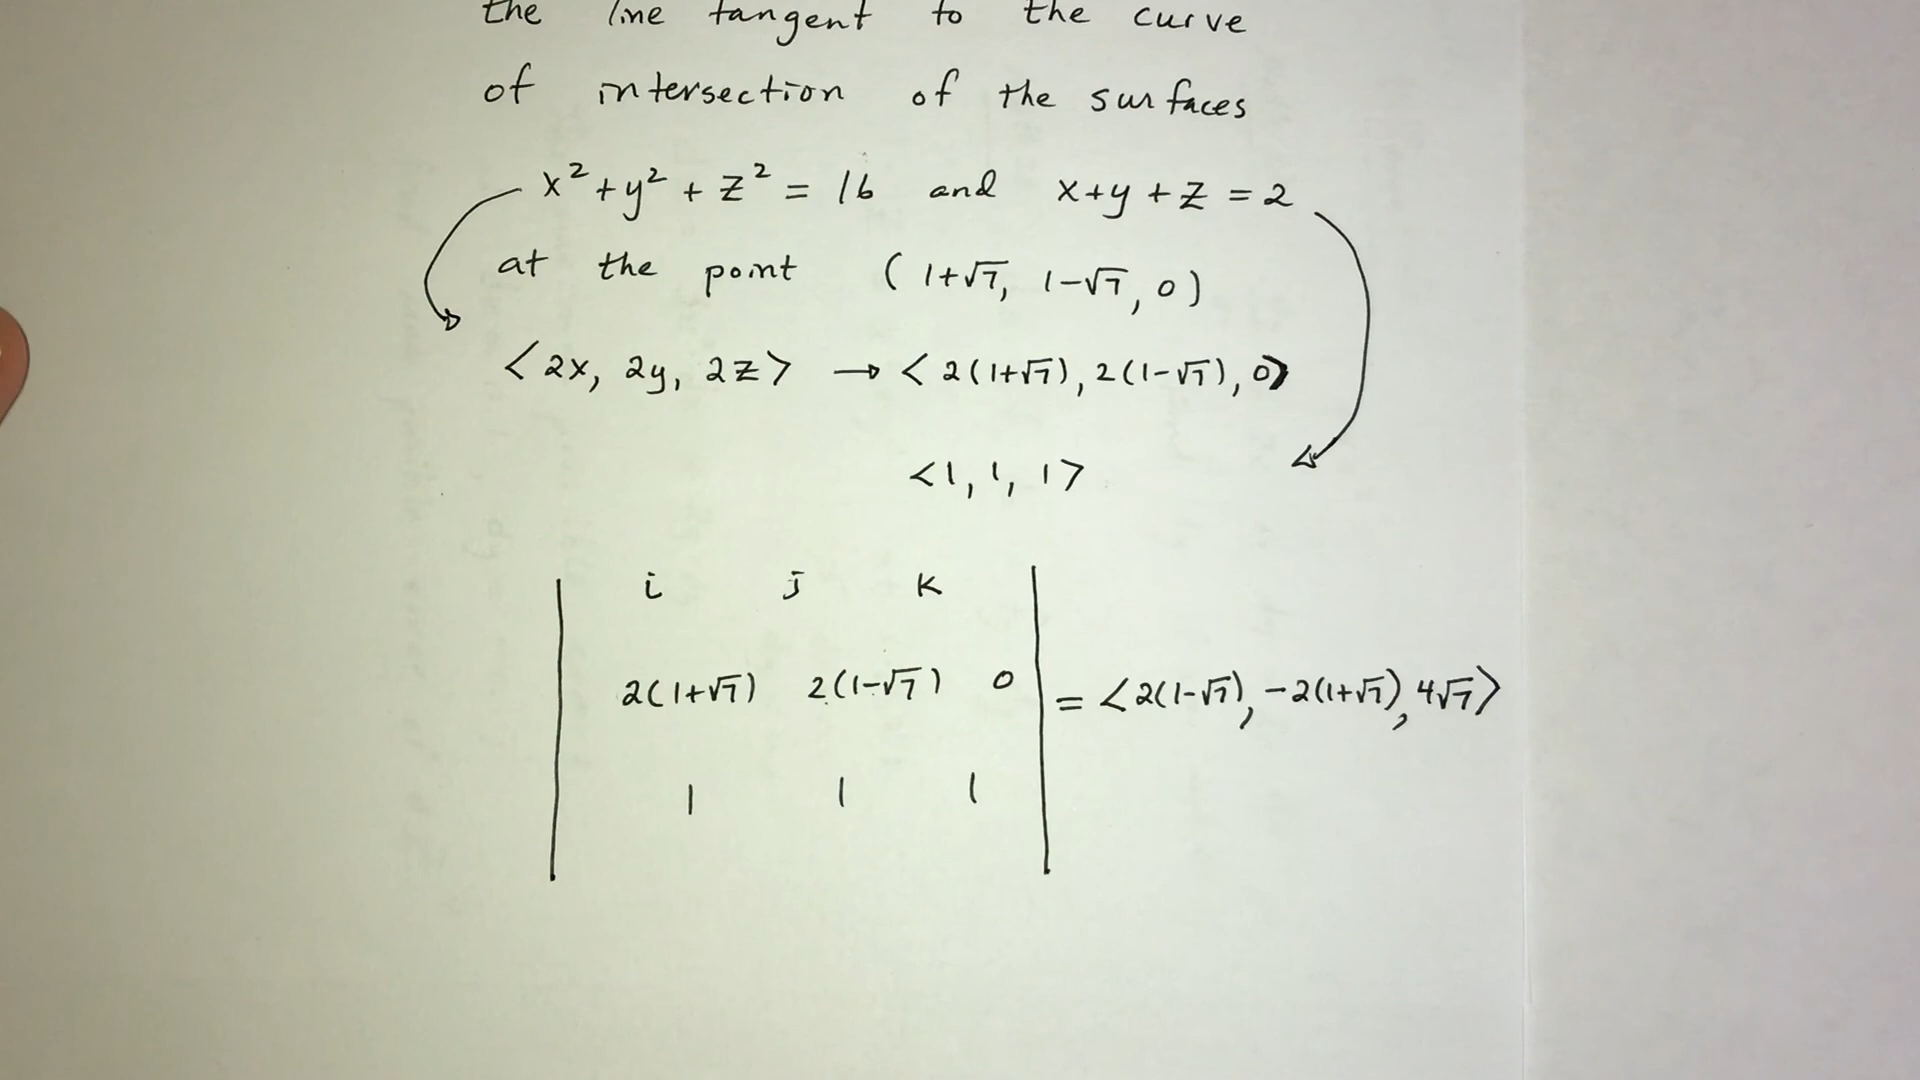 the line tangent to the curve
of intersection of the surfaces
x² + y² + z² = 16 and x+y+z = 2
at the point (1+√7, 1-√7, 0)
<2x, 2y, 2z> → <2(1+√7), 2(1-√7), 0>
<1, 1, 1>
i j k
2(1+√7) 2(1-√7) 0 = <2(1-√7), -2(1+√7), 4√7>
1 1 1